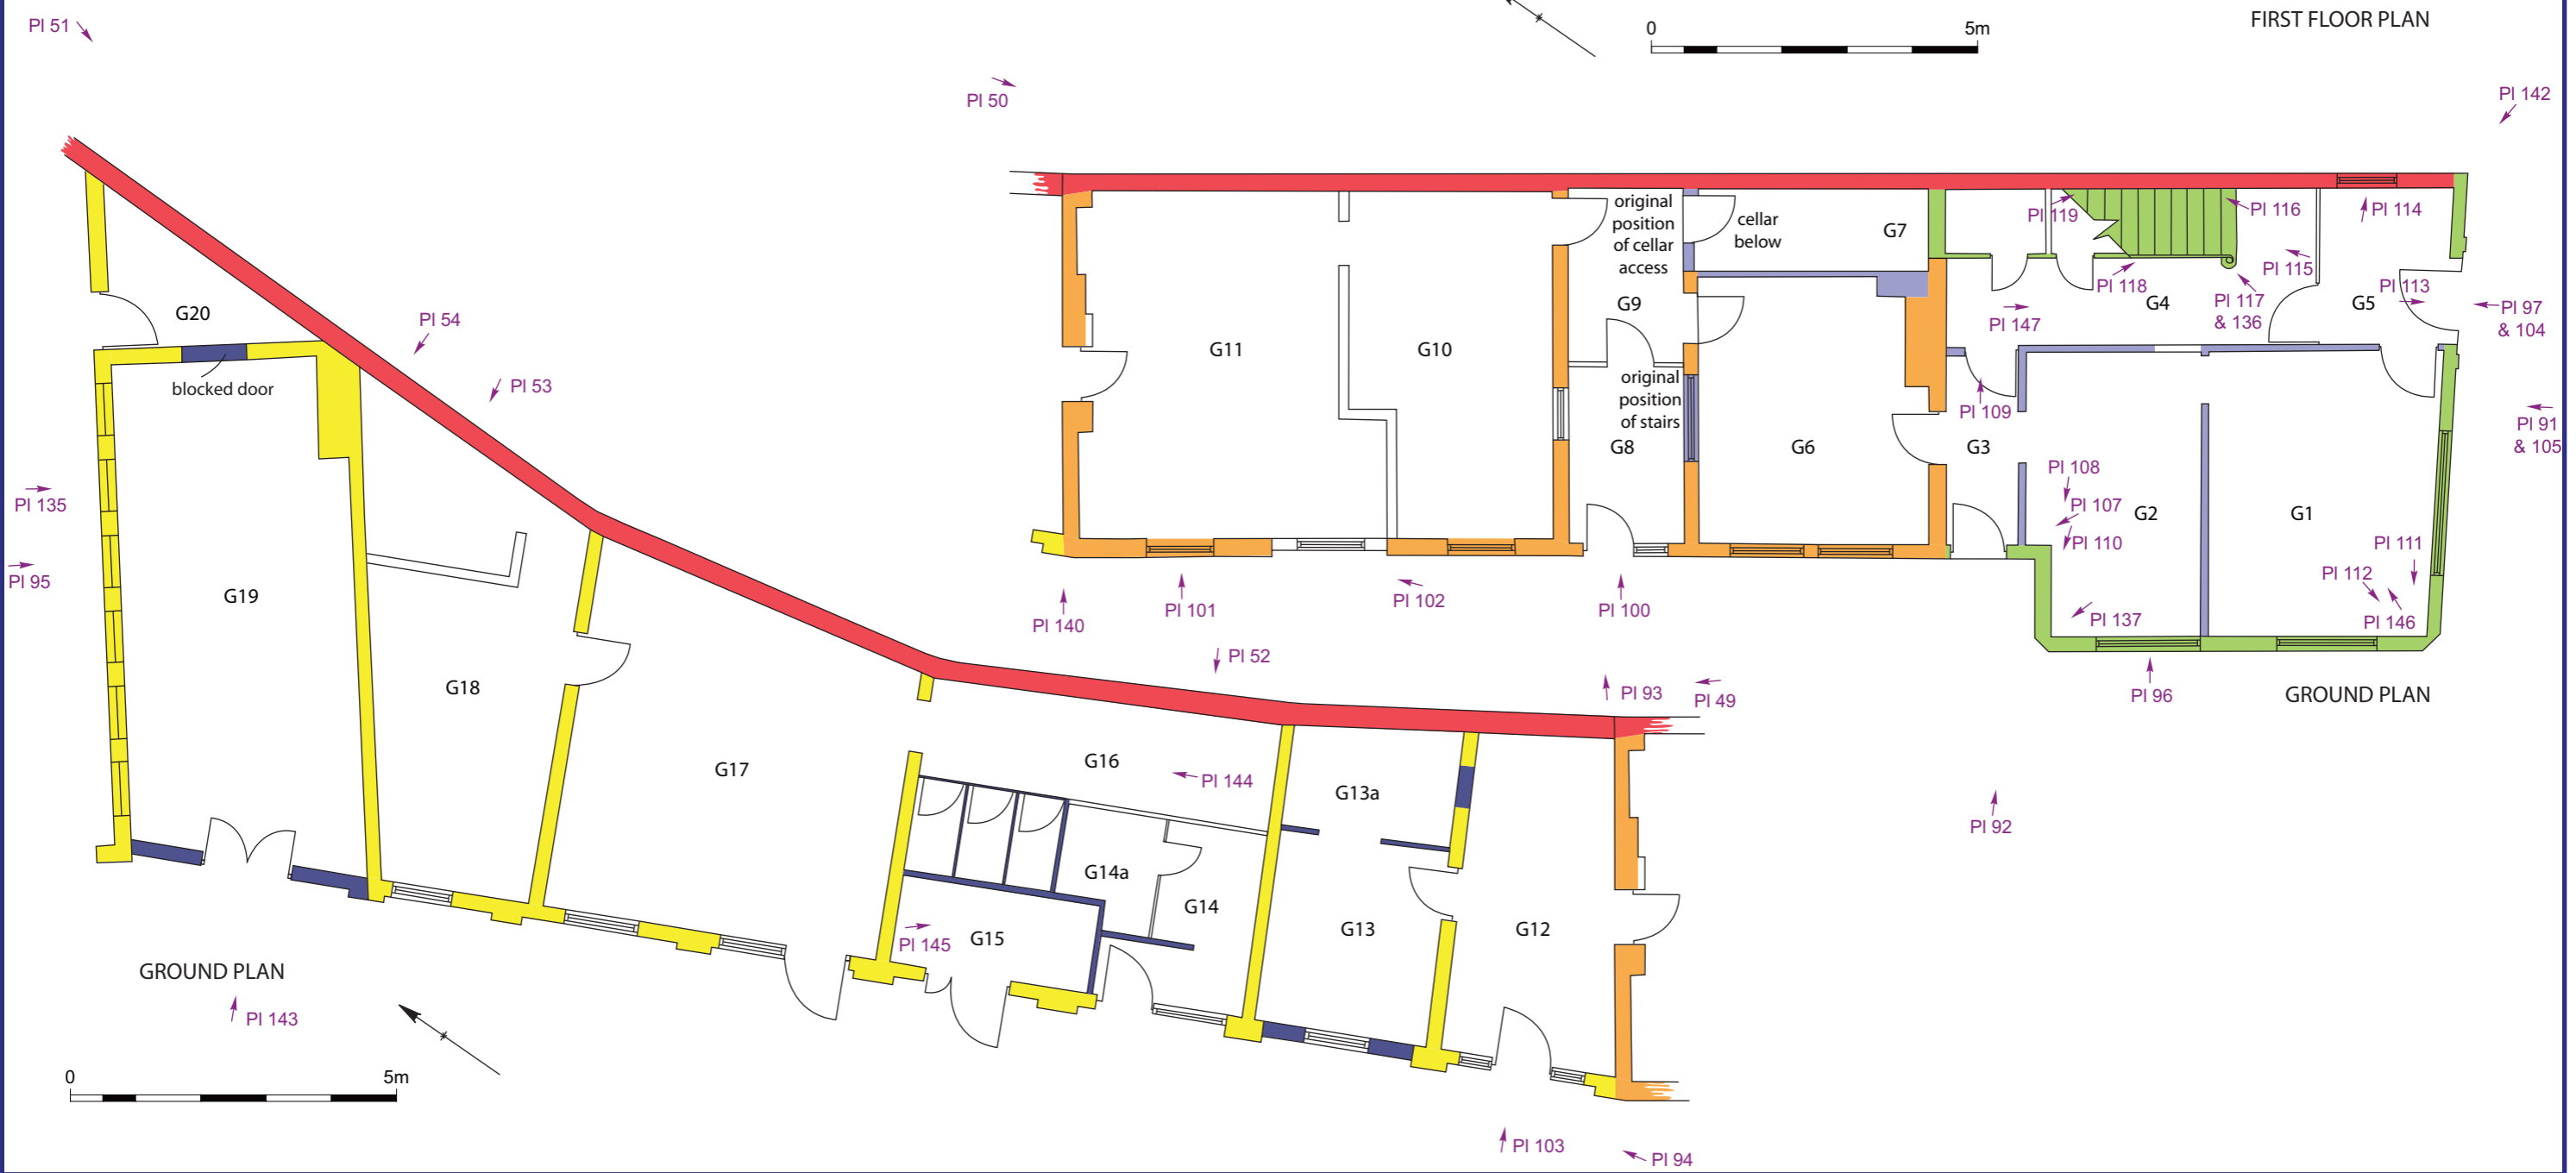 Pl 51
0
5m
FIRST FLOOR PLAN
Pl 50
Pl 142
original
position
of cellar
access
cellar
below
G7
Pl 119
Pl 116
Pl 114
Pl 115
Pl 118
G4
Pl 117
& 136
Pl 113
G5
Pl 97
& 104
G20
Pl 54
G9
Pl 147
G11
G10
blocked door
Pl 53
original
position
of stairs
Pl 109
Pl 91
& 105
G8
G6
G3
Pl 108
Pl 107
Pl 110
G2
G1
Pl 111
Pl 112
Pl 146
Pl 137
Pl 135
Pl 95
G19
Pl 140
Pl 101
Pl 102
Pl 100
Pl 52
Pl 93
Pl 49
Pl 96
GROUND PLAN
G18
G17
G16
Pl 144
G13a
Pl 92
G14a
G14
G13
G12
Pl 145
G15
GROUND PLAN
Pl 143
0
5m
Pl 103
Pl 94